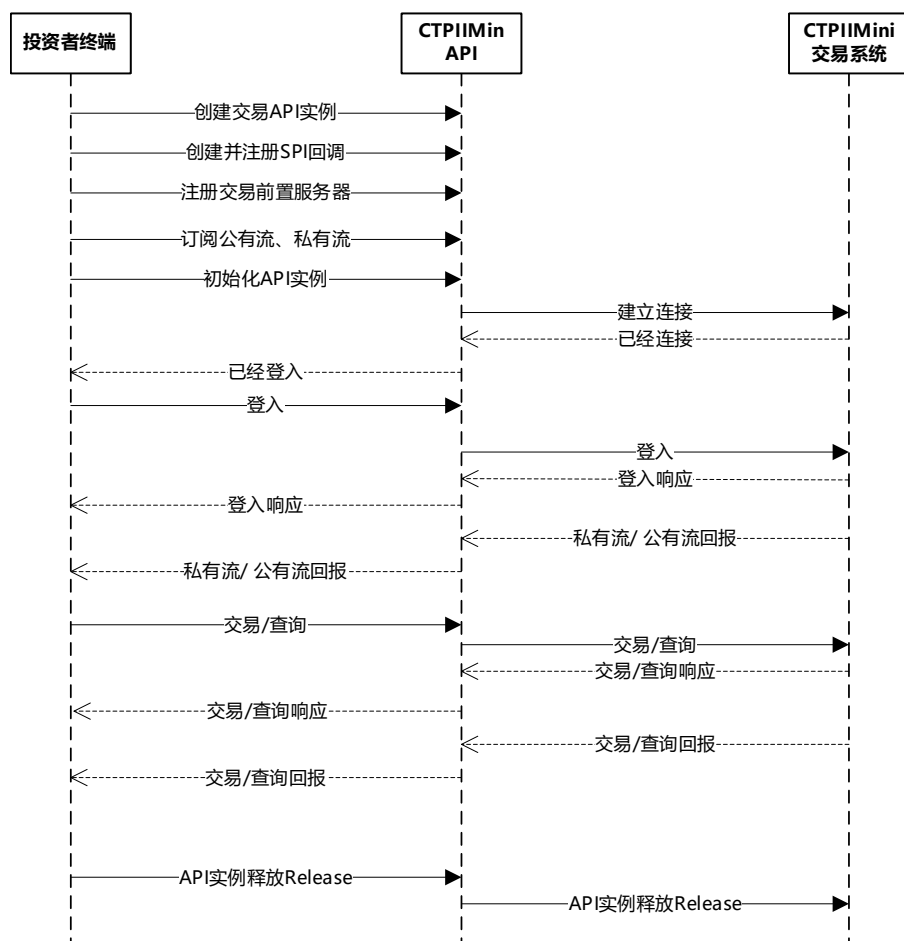 投资者终端
CTPIIMin
API
CTPIIMini
交易系统
创建交易API实例
创建并注册SPI回调
注册交易前置服务器
订阅公有流、私有流
初始化API实例
建立连接
已经连接
已经登入
登入
登入
登入响应
登入响应
私有流/ 公有流回报
私有流/ 公有流回报
交易/查询
交易/查询
交易/查询响应
交易/查询响应
交易/查询回报
交易/查询回报
API实例释放Release
API实例释放Release